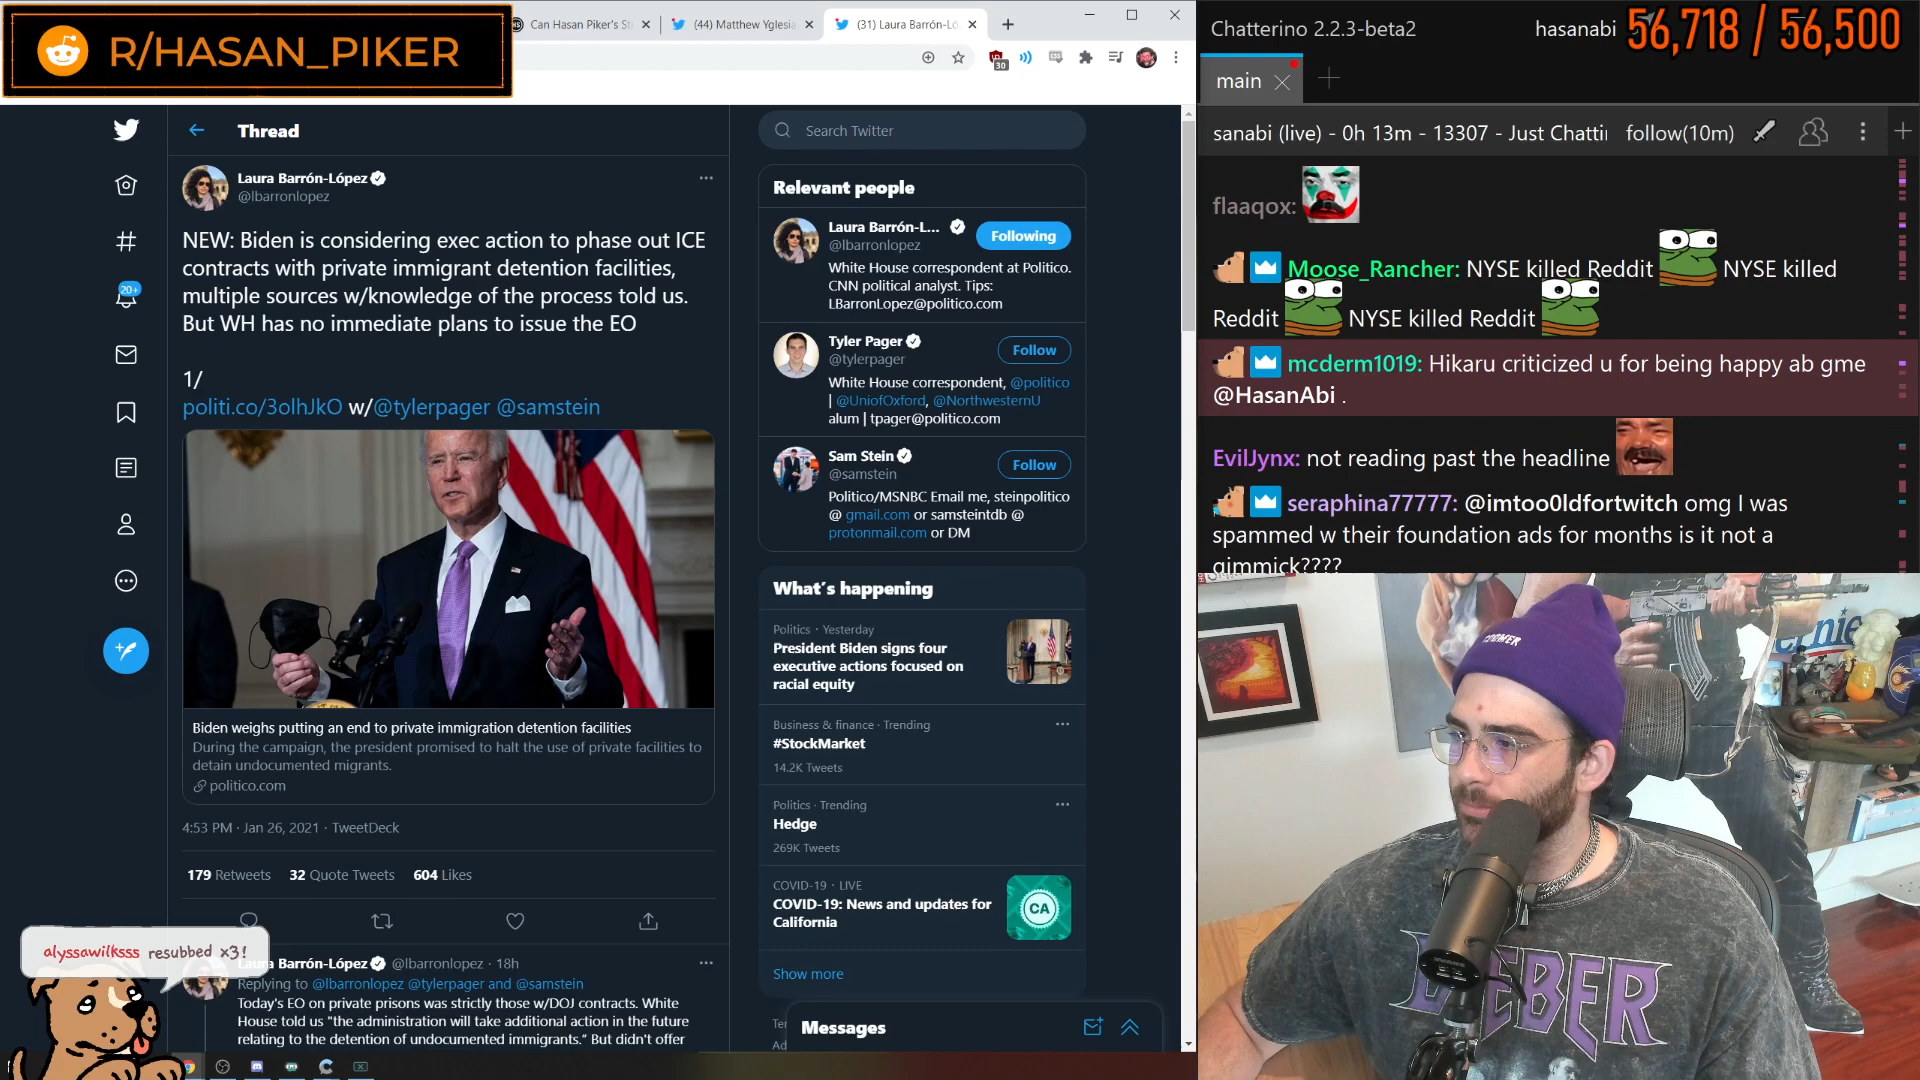 R/HASAN_PIKER
Can Hasan Piker's St
(44) Matthew Yglesia
(31) Laura Barrón-Ló
30
Thread
Laura Barrón-López
@lbarronlopez
NEW: Biden is considering exec action to phase out ICE
contracts with private immigrant detention facilities,
multiple sources w/knowledge of the process told us.
But WH has no immediate plans to issue the EO
1/
politi.co/3olhJkO w/@tylerpager @samstein
Biden weighs putting an end to private immigration detention facilities
During the campaign, the president promised to halt the use of private facilities to
detain undocumented migrants.
politico.com
4:53 PM · Jan 26, 2021 · TweetDeck
179 Retweets 32 Quote Tweets 604 Likes
alyssawilksss resubbed x3!
Barrón-López @lbarronlopez · 18h
Replying to @lbarronlopez @tylerpager and @samstein
Today's EO on private prisons was strictly those w/DOJ contracts. White
House told us "the administration will take additional action in the future
relating to the detention of undocumented immigrants." But didn't offer
20+
Search Twitter
Relevant people
Laura Barrón-L...
@lbarronlopez
Following
White House correspondent at Politico.
CNN political analyst. Tips:
LBarronLopez@politico.com
Tyler Pager
@tylerpager
Follow
White House correspondent, @politico
| @UniofOxford, @NorthwesternU
alum | tpager@politico.com
Sam Stein
@samstein
Follow
Politico/MSNBC Email me, steinpolitico
@ gmail.com or samsteintdb @
protonmail.com or DM
What's happening
Politics · Yesterday
President Biden signs four
executive actions focused on
racial equity
Business & finance · Trending
#StockMarket
14.2K Tweets
Politics · Trending
Hedge
269K Tweets
COVID-19 · LIVE
COVID-19: News and updates for
California
CA
Show more
Messages
Chatterino 2.2.3-beta2
hasanabi 56,718 / 56,500
main
sanabi (live) - 0h 13m - 13307 - Just Chatti
follow(10m)
flaaqox:
Moose_Rancher: NYSE killed Reddit NYSE killed
Reddit NYSE killed Reddit
mcderm1019: Hikaru criticized u for being happy ab gme
@HasanAbi .
EvilJynx: not reading past the headline
seraphina77777: @imtoo0ldfortwitch omg I was
spammed w their foundation ads for months is it not a
gimmick????